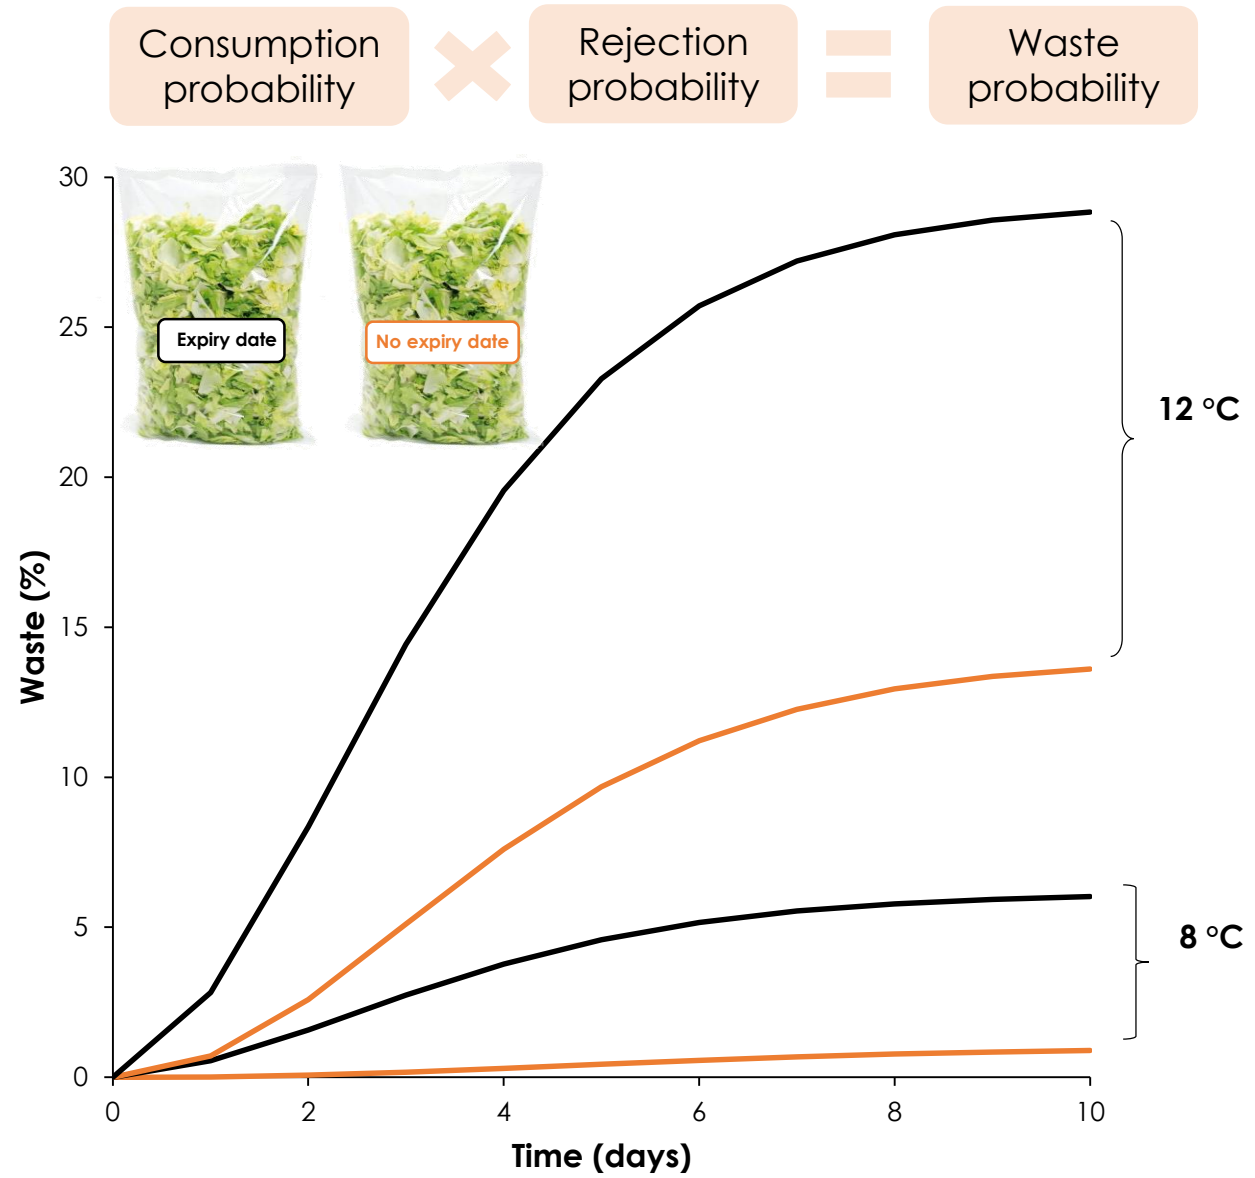 Consumption
probability
Rejection
probability
Waste
probability
30
25
20
15
10
5
0
Waste (%)
Expiry date
No expiry date
12 °C
8 °C
0
2
4
6
8
10
Time (days)